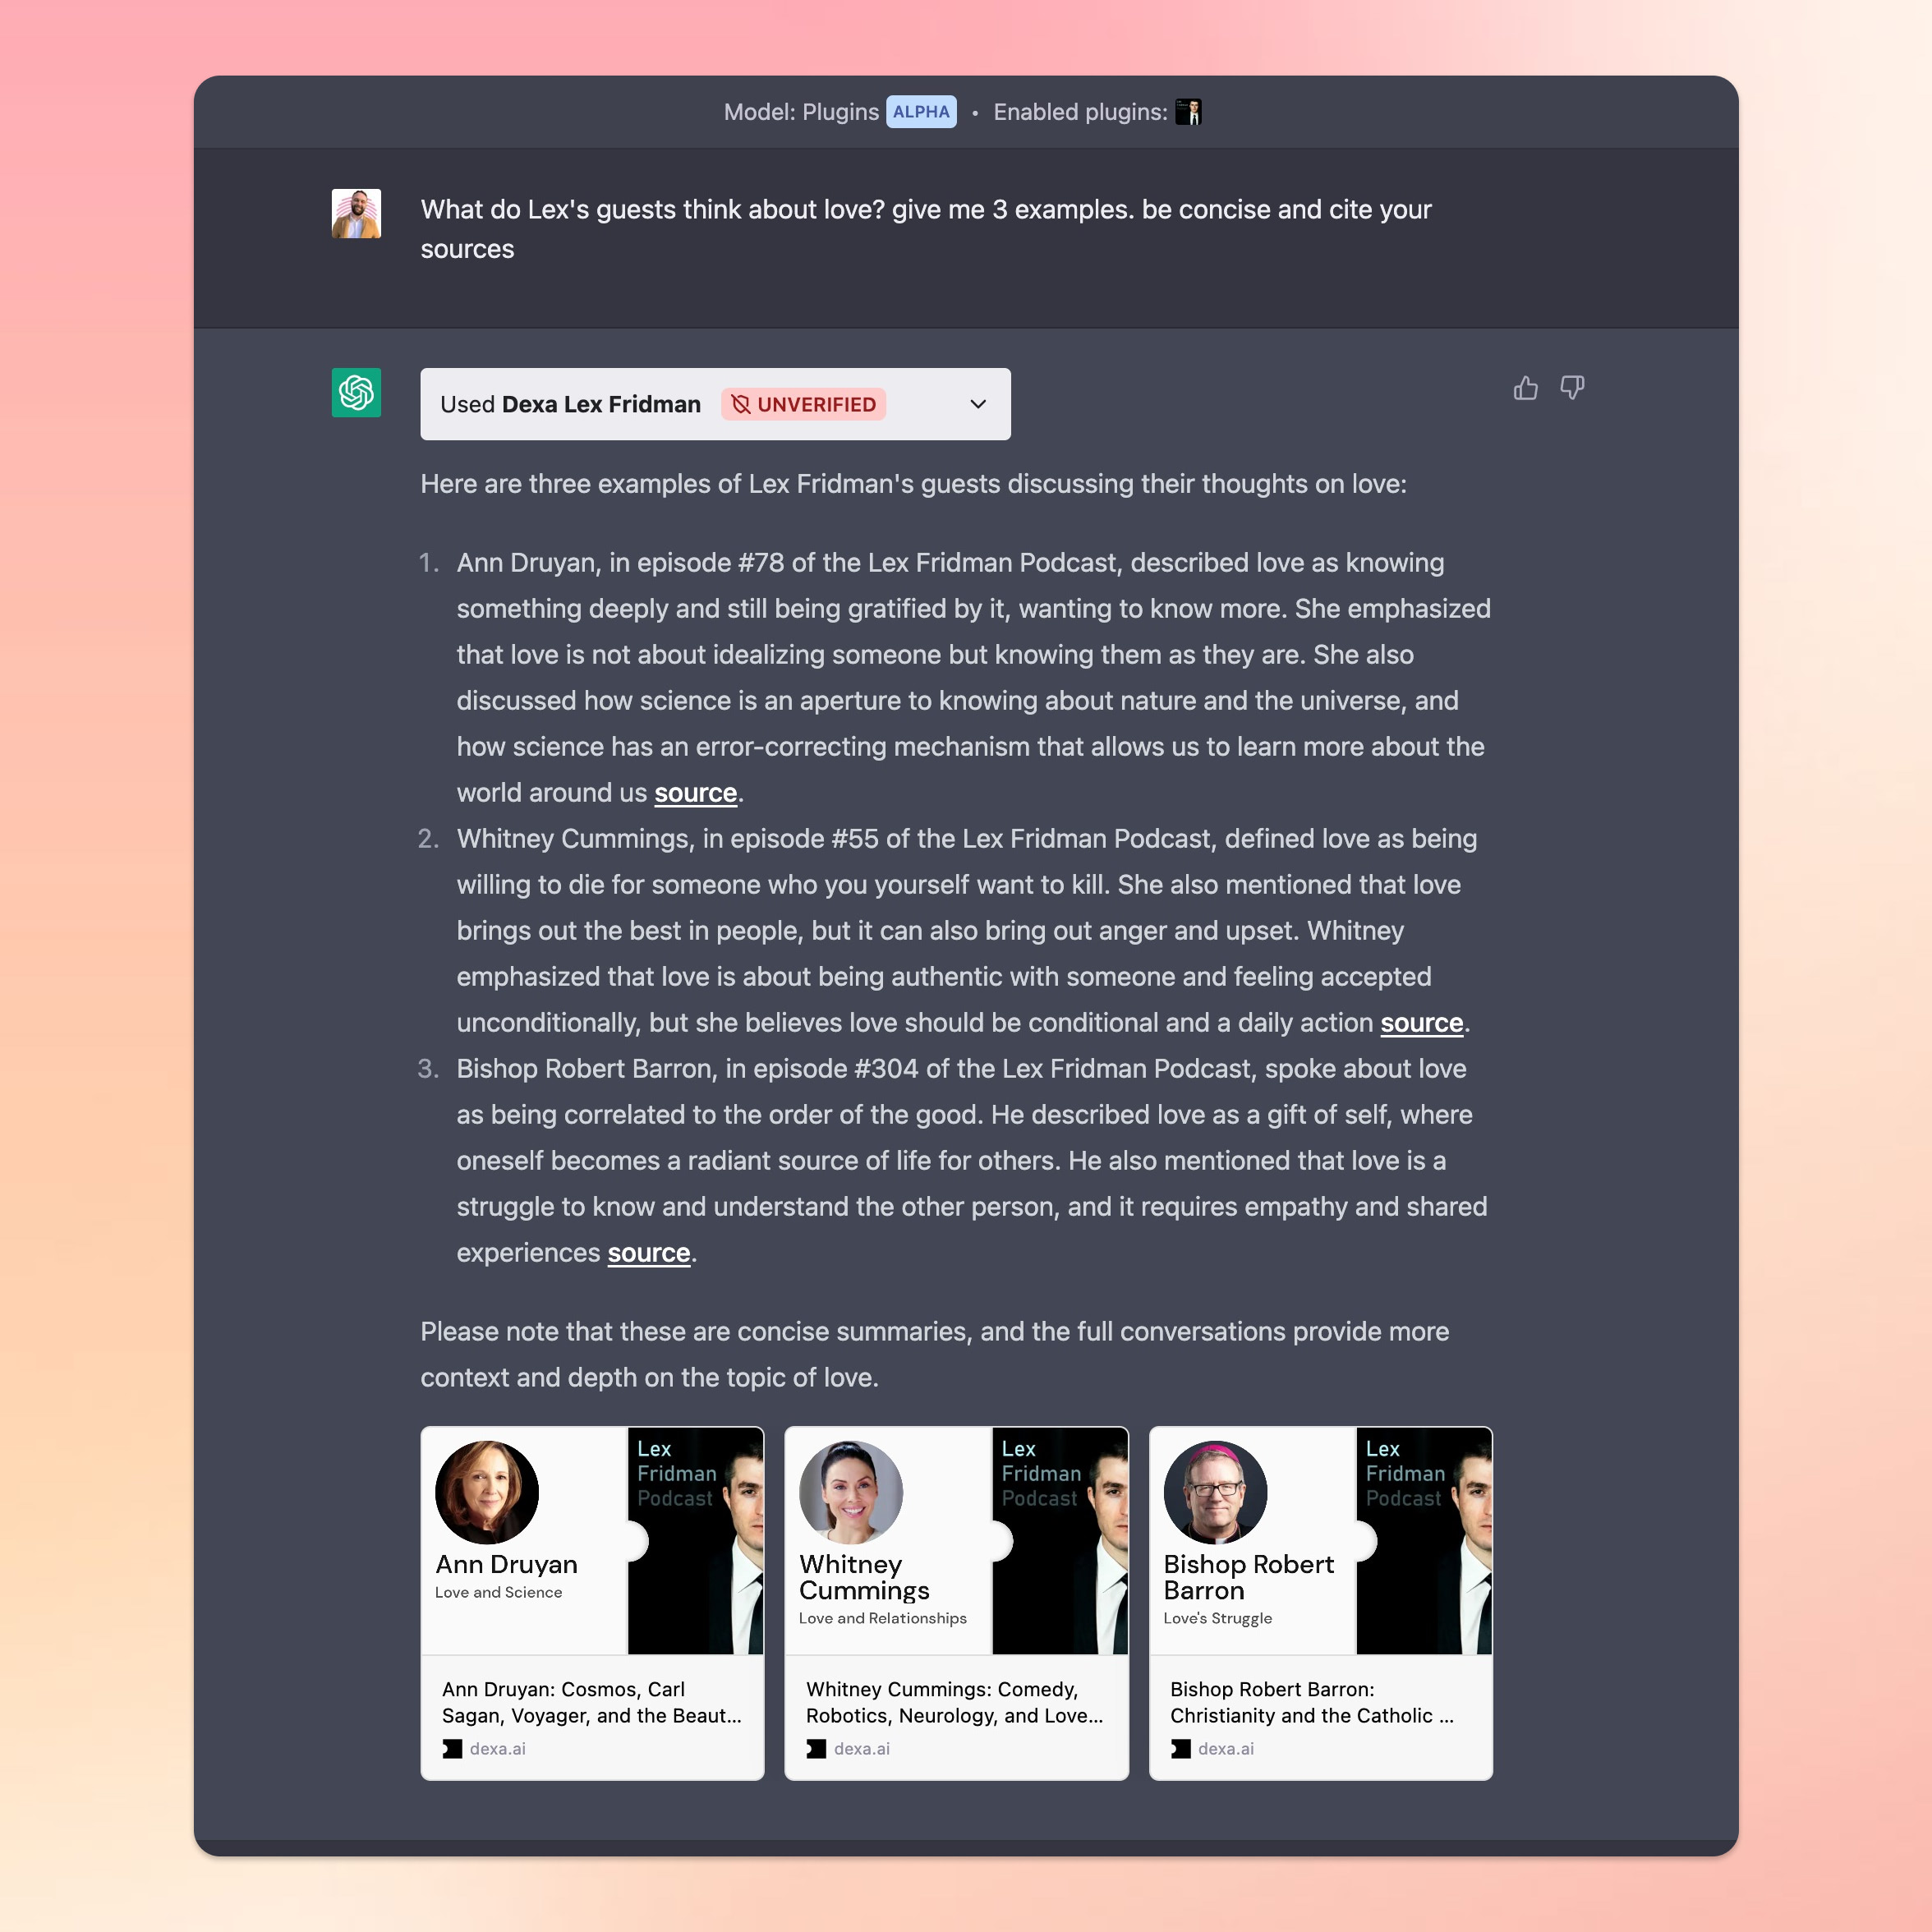 Model: Plugins ALPHA • Enabled plugins:
What do Lex's guests think about love? give me 3 examples. be concise and cite your
sources
Used Dexa Lex Fridman UNVERIFIED
Here are three examples of Lex Fridman's guests discussing their thoughts on love:
1. Ann Druyan, in episode #78 of the Lex Fridman Podcast, described love as knowing
something deeply and still being gratified by it, wanting to know more. She emphasized
that love is not about idealizing someone but knowing them as they are. She also
discussed how science is an aperture to knowing about nature and the universe, and
how science has an error-correcting mechanism that allows us to learn more about the
world around us source.
2. Whitney Cummings, in episode #55 of the Lex Fridman Podcast, defined love as being
willing to die for someone who you yourself want to kill. She also mentioned that love
brings out the best in people, but it can also bring out anger and upset. Whitney
emphasized that love is about being authentic with someone and feeling accepted
unconditionally, but she believes love should be conditional and a daily action source.
3. Bishop Robert Barron, in episode #304 of the Lex Fridman Podcast, spoke about love
as being correlated to the order of the good. He described love as a gift of self, where
oneself becomes a radiant source of life for others. He also mentioned that love is a
struggle to know and understand the other person, and it requires empathy and shared
experiences source.
Please note that these are concise summaries, and the full conversations provide more
context and depth on the topic of love.
Ann Druyan
Love and Science
Lex
Fridman
Podcast
Ann Druyan: Cosmos, Carl
Sagan, Voyager, and the Beaut...
dexa.ai
Whitney
Cummings
Love and Relationships
Lex
Fridman
Podcast
Whitney Cummings: Comedy,
Robotics, Neurology, and Love...
dexa.ai
Bishop Robert
Barron
Love's Struggle
Lex
Fridman
Podcast
Bishop Robert Barron:
Christianity and the Catholic ...
dexa.ai